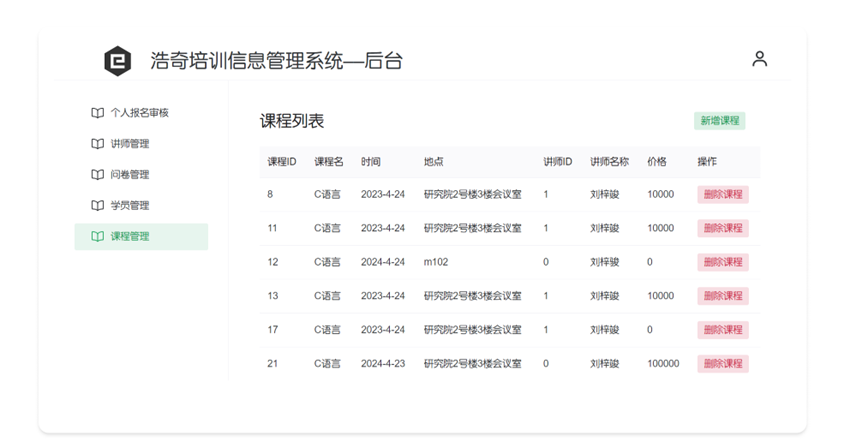 浩奇培训信息管理系统—后台
个人报名审核
讲师管理
问卷管理
学员管理
课程管理
课程列表
新增课程
课程ID 课程名 时间 地点 讲师ID 讲师名称 价格 操作
8 C语言 2023-4-24 研究院2号楼3楼会议室 1 刘梓骏 10000 删除课程
11 C语言 2023-4-24 研究院2号楼3楼会议室 1 刘梓骏 10000 删除课程
12 C语言 2024-4-24 m102 0 刘梓骏 0 删除课程
13 C语言 2023-4-24 研究院2号楼3楼会议室 1 刘梓骏 10000 删除课程
17 C语言 2023-4-24 研究院2号楼3楼会议室 1 刘梓骏 0 删除课程
21 C语言 2024-4-23 研究院2号楼3楼会议室 0 刘梓骏 100000 删除课程